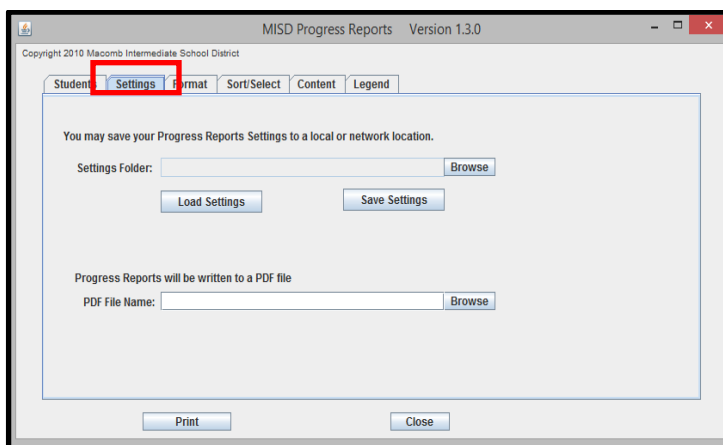 MISD Progress Reports Version 1.3.0
Copyright 2010 Macomb Intermediate School District
Students Settings Format Sort/Select Content Legend
You may save your Progress Reports Settings to a local or network location.
Settings Folder: Browse
Load Settings Save Settings
Progress Reports will be written to a PDF file
PDF File Name: Browse
Print Close